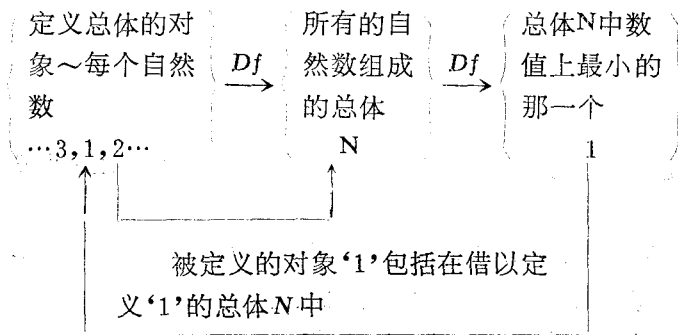 定义总体的对 所有的自 总体N中数
象～每个自然 Df 然数组成 Df 值上最小的
数 的总体 那一个
…3,1,2… N 1
被定义的对象‘1’包括在借以定
义‘1’的总体N中